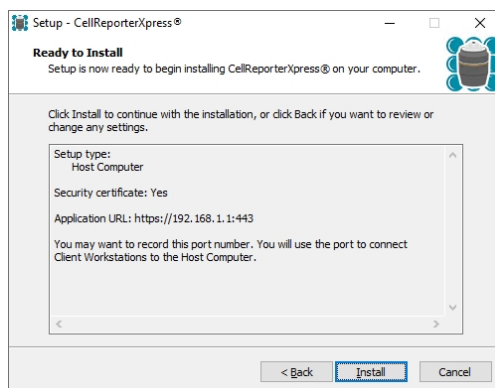 Setup - CellReporterXpress®
Ready to Install
Setup is now ready to begin installing CellReporterXpress® on your computer.
Click Install to continue with the installation, or click Back if you want to review or
change any settings.
Setup type:
Host Computer
Security certificate: Yes
Application URL: https://192.168.1.1:443
You may want to record this port number. You will use the port to connect
Client Workstations to the Host Computer.
< Back Install Cancel